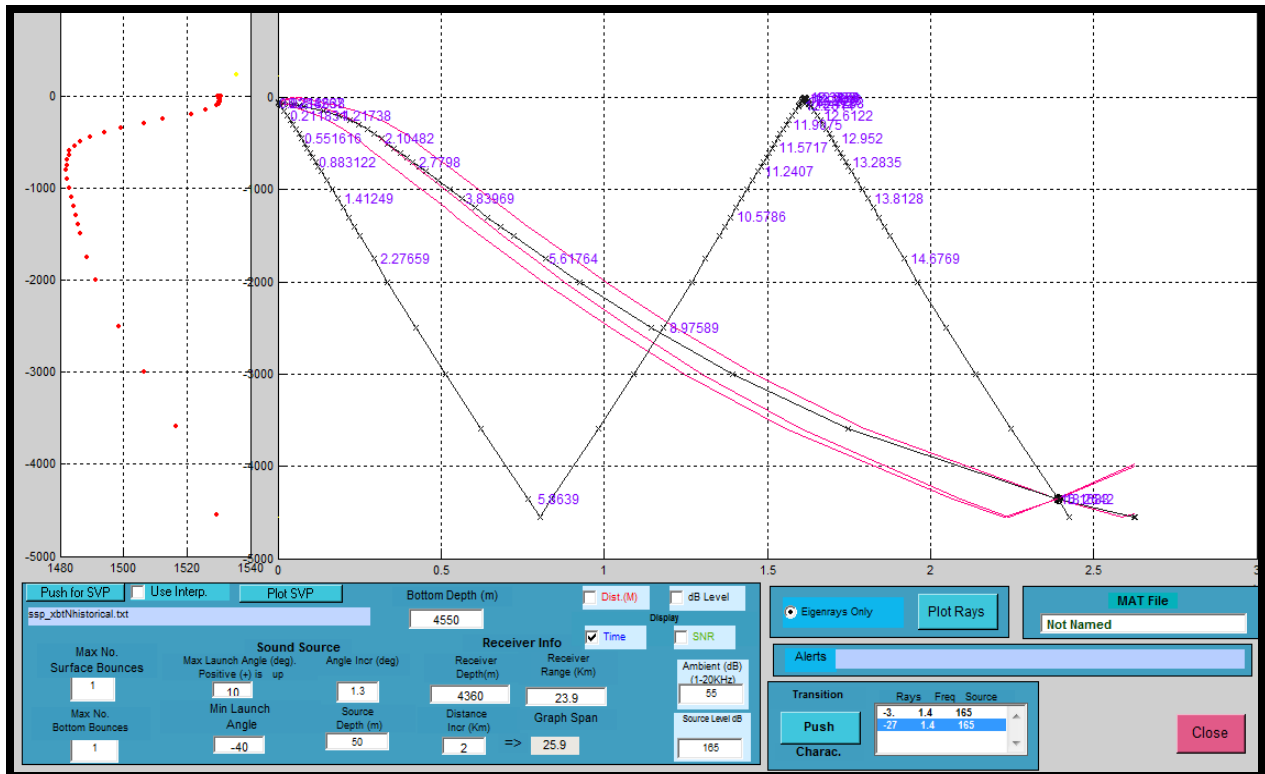 0
-1000
-2000
-3000
-4000
-5000
1480
1500
1520
1540
0
-1000
-2000
-3000
-4000
-5000
0
0.5
1
1.5
2
2.5
3
0.551616
0.883122
1.41249
2.27659
5.8639
2.10482
2.7798
3.83969
5.61764
8.97589
10.5786
11.2407
11.5717
12.6122
12.952
13.2835
13.8128
14.6769
Push for SVP
Use Interp.
Plot SVP
ssp_xbtNhistorical.txt
Bottom Depth (m)
4550
Dist.(M)
dB Level
Display
Time
SNR
Max No.
Surface Bounces
1
Max No.
Bottom Bounces
1
Sound Source
Max Launch Angle (deg).
Positive (+) is up
10
Angle Incr (deg)
1.3
Min Launch
Angle
-40
Source
Depth (m)
50
Receiver Info
Receiver
Depth(m)
4360
Receiver
Range (Km)
23.9
Distance
Incr (Km)
2
=>
Graph Span
25.9
Ambient (dB)
(1-20KHz)
55
Source Level dB
165
Eigenrays Only
Plot Rays
MAT File
Not Named
Alerts
Transition
Push
Charac.
Rays Freq Source
-3. 1.4 165
-27 1.4 165
Close